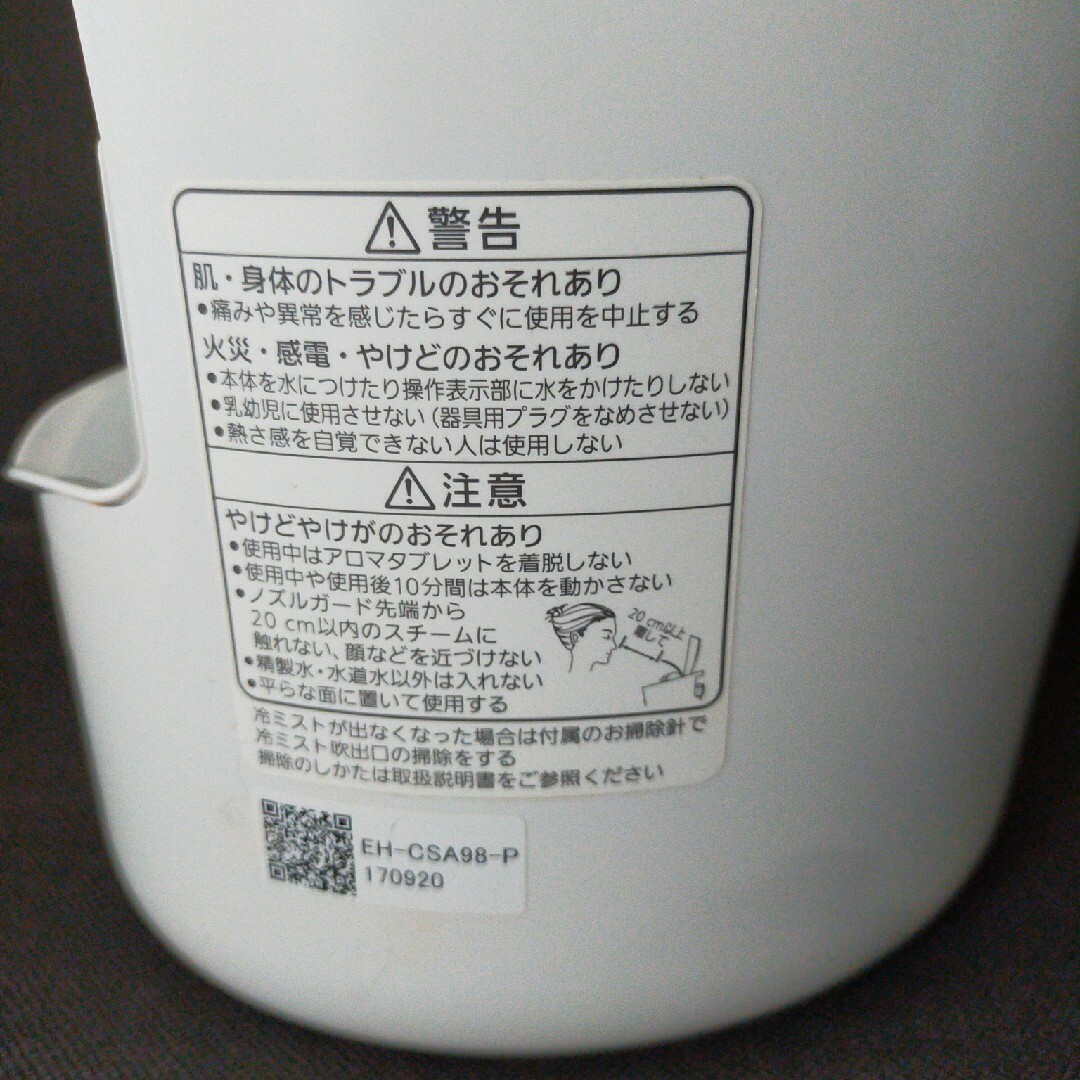 警告
肌・身体のトラブルのおそれあり
•痛みや異常を感じたらすぐに使用を中止する
火災・感電・やけどのおそれあり
•本体を水につけたり操作表示部に水をかけたりしない
•乳幼児に使用させない(器具用プラグをなめさせない)
•熱さ感を自覚できない人は使用しない
注意
やけどやけがのおそれあり
•使用中はアロマタブレットを着脱しない
•使用中や使用後10分間は本体を動かさない
•ノズルガード先端から
20 cm以内のスチームに
触れない、顔などを近づけない
•精製水・水道水以外は入れない
•平らな面に置いて使用する
20 cm以上
離して
冷ミストが出なくなった場合は付属のお掃除針で
冷ミスト吹出口の掃除をする
掃除のしかたは取扱説明書をご参照ください
EH-CSA98-P
170920